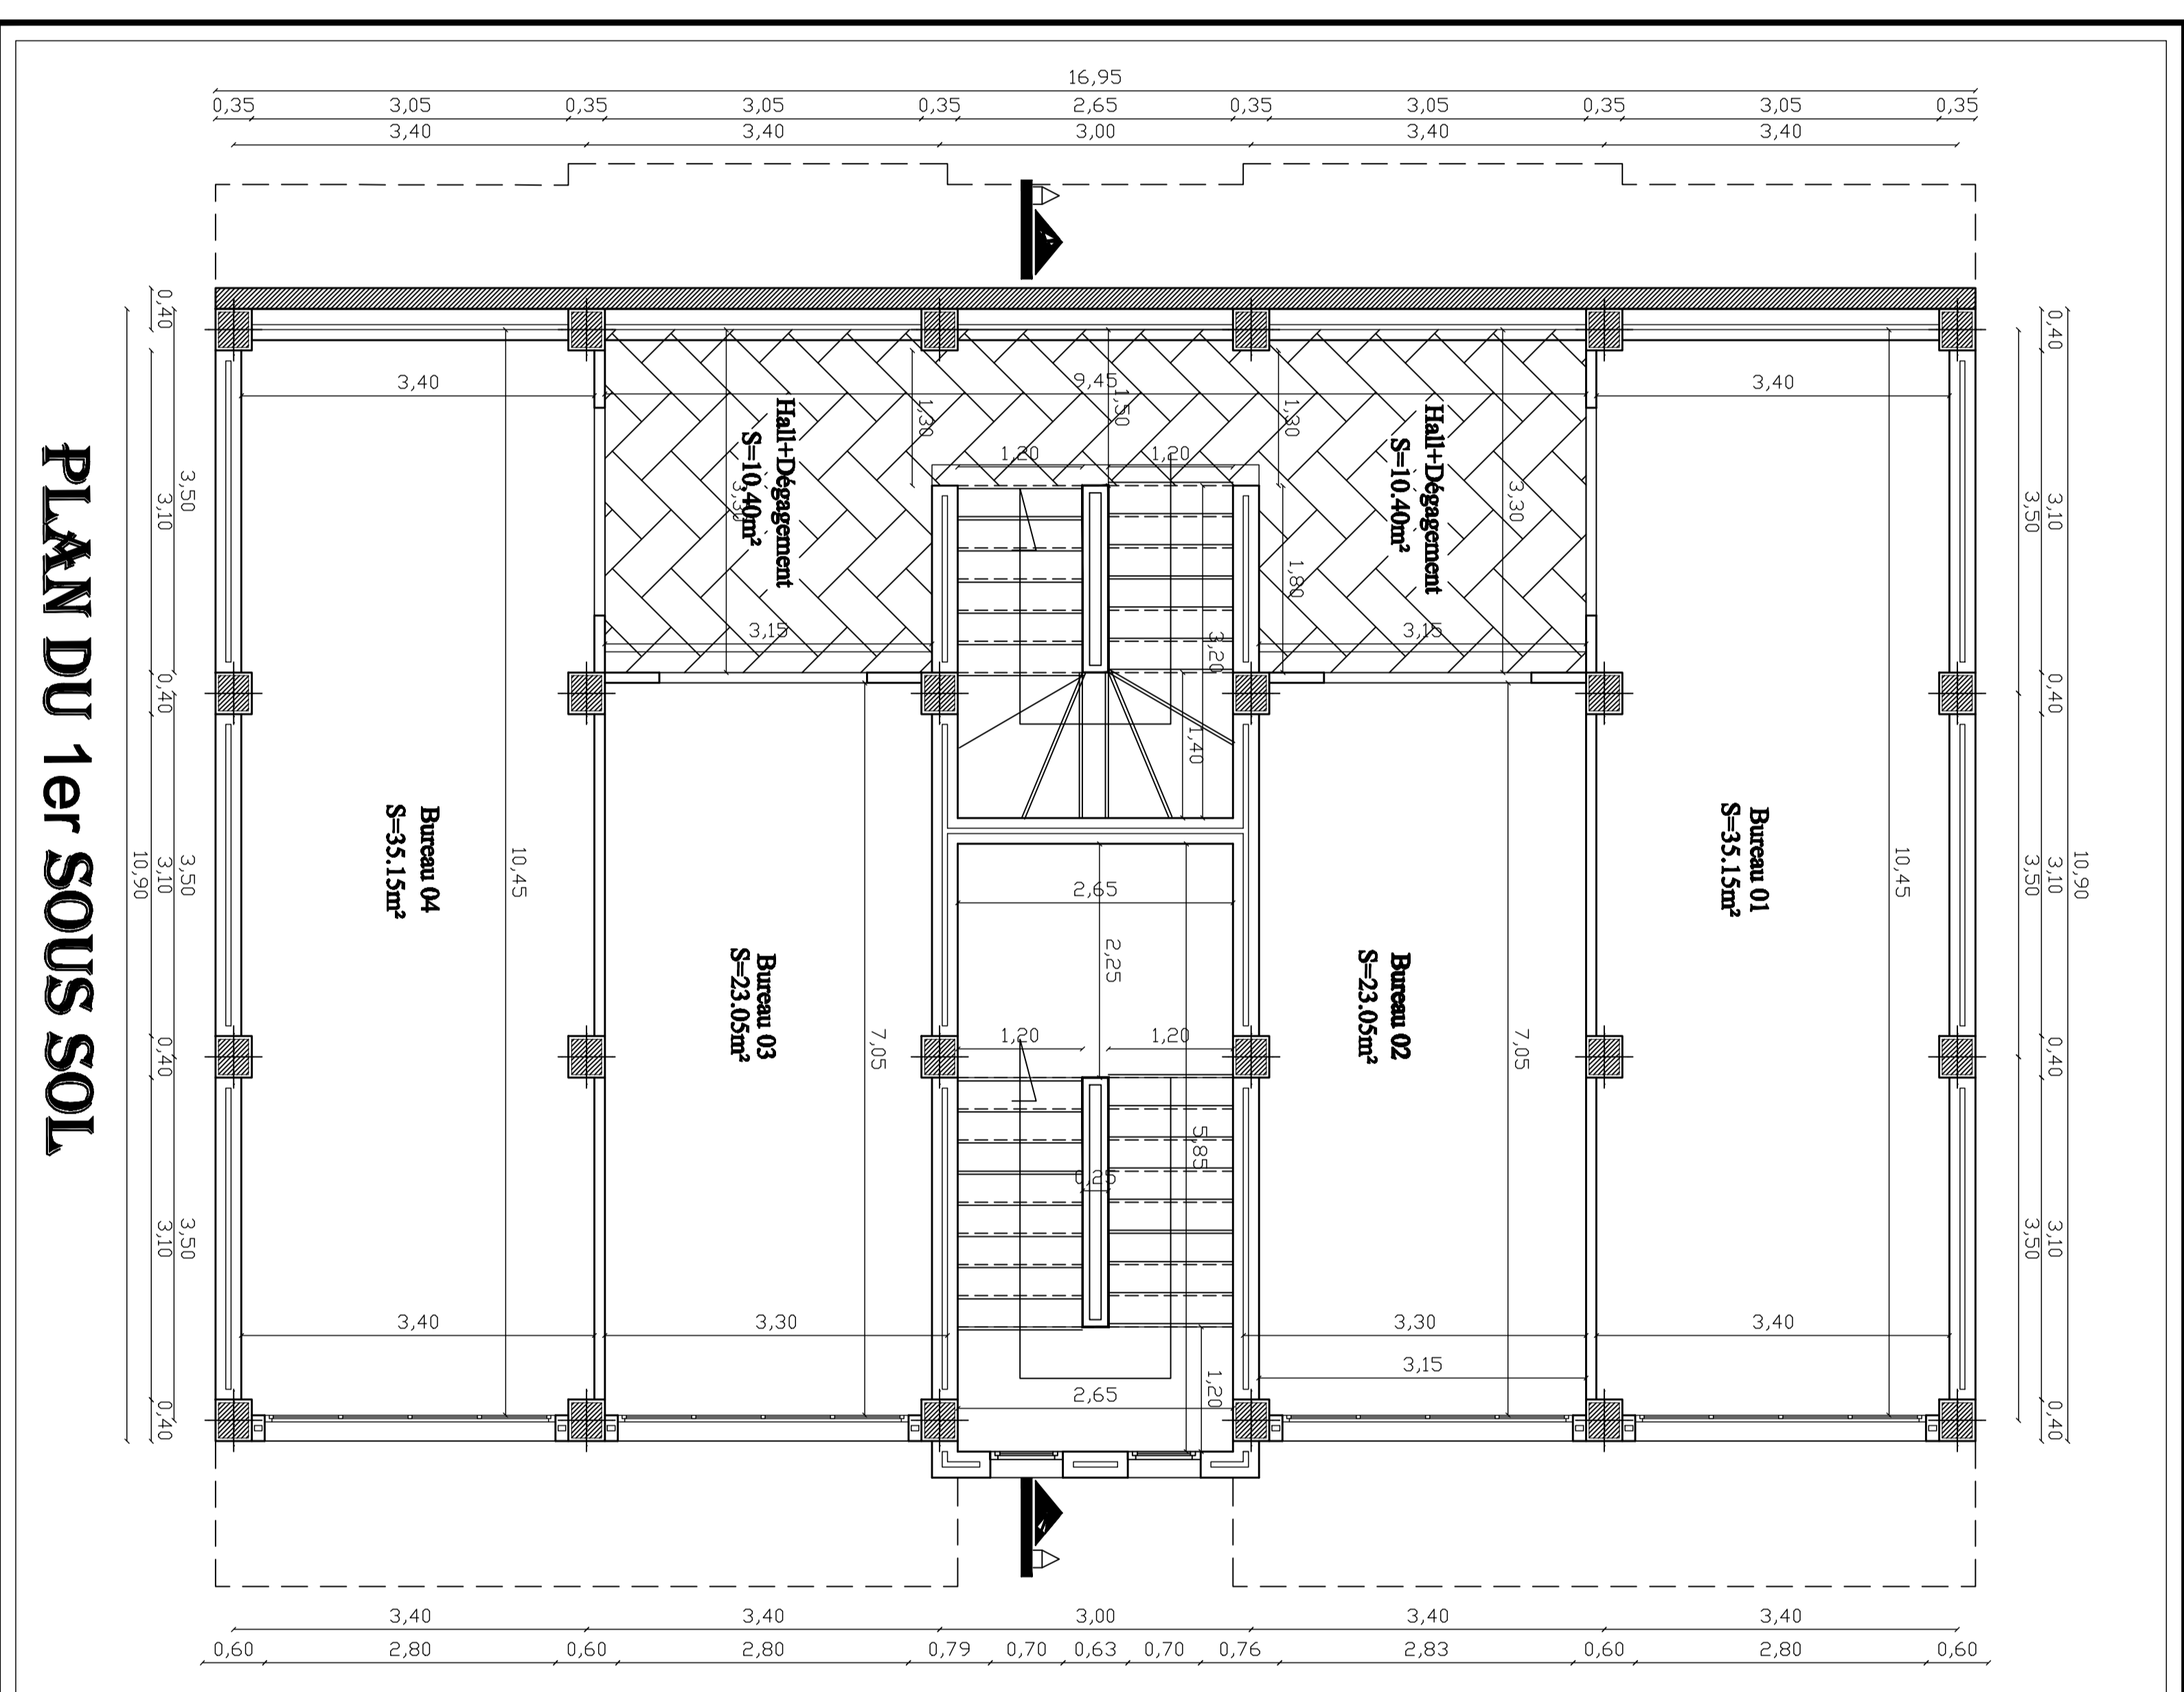 16,95
0,35 3,05 0,35 3,05 0,35 2,65 0,35 3,05 0,35 3,05 0,35
3,40 3,40 3,00 3,40 3,40
0,40 3,10 0,40 3,10 0,40 3,10 0,40
3,50 3,50 3,50
10,90
0,40 3,10 0,40 3,10 0,40 3,10 0,40
3,50 3,50 3,50
10,90
3,40
9,45
3,40
1,30
1,50
1,30
1,20
1,20
Hall+Dégagement
S=10,40m²
3,30
Hall+Dégagement
S=10.40m²
3,30
1,80
3,15
3,20
3,15
1,40
Bureau 04
S=35.15m²
10,45
Bureau 01
S=35.15m²
10,45
2,65
2,25
Bureau 03
S=23.05m²
7,05
Bureau 02
S=23.05m²
7,05
1,20
1,20
5,85
0,25
3,40
3,30
3,30
3,40
3,15
1,20
2,65
3,40 3,40 3,00 3,40 3,40
0,60 2,80 0,60 2,80 0,79 0,70 0,63 0,70 0,76 2,83 0,60 2,80 0,60
PLAN DU 1er SOUS SOL